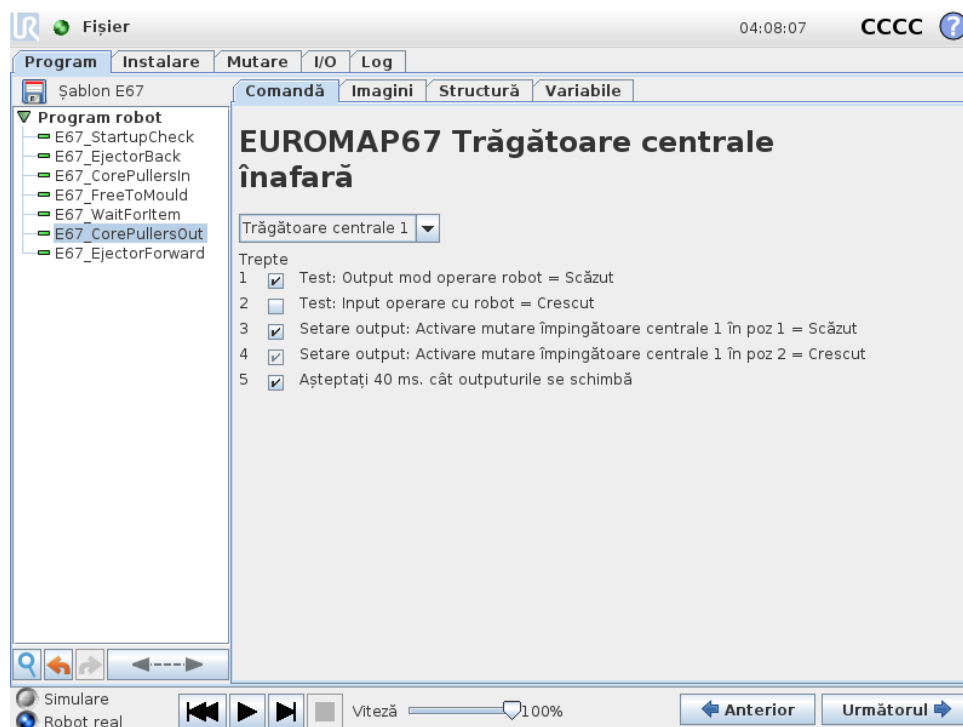 UR Fișier 04:08:07 CCCC ?
Program Instalare Mutare I/O Log
Șablon E67
Comandă Imagini Structură Variabile
Program robot
E67_StartupCheck
E67_EjectorBack
E67_CorePullersIn
E67_FreeToMould
E67_WaitForItem
E67_CorePullersOut
E67_EjectorForward
EUROMAP67 Trăgătoare centrale
înafară
Trăgătoare centrale 1
Trepte
1 Test: Output mod operare robot = Scăzut
2 Test: Input operare cu robot = Crescut
3 Setare output: Activare mutare împingătoare centrale 1 în poz 1 = Scăzut
4 Setare output: Activare mutare împingătoare centrale 1 în poz 2 = Crescut
5 Așteptați 40 ms. cât outputurile se schimbă
Simulare
Robot real
Viteză 100%
Anterior Următorul